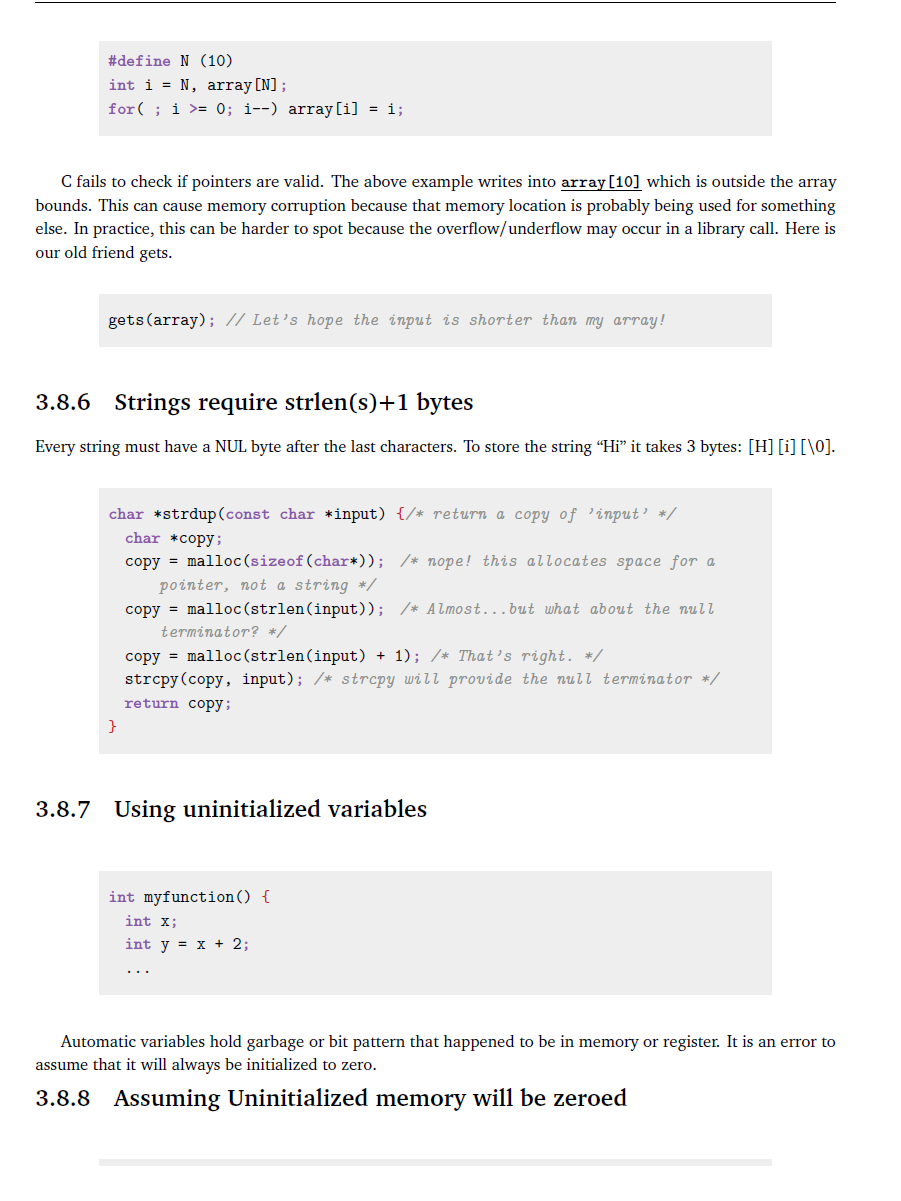 #define N (10)
int i = N, array[N];
for( ; i >= 0; i--) array[i] = i;
C fails to check if pointers are valid. The above example writes into array[10] which is outside the array
bounds. This can cause memory corruption because that memory location is probably being used for something
else. In practice, this can be harder to spot because the overflow/underflow may occur in a library call. Here is
our old friend gets.
gets(array); // Let's hope the input is shorter than my array!
3.8.6 Strings require strlen(s)+1 bytes
Every string must have a NUL byte after the last characters. To store the string “Hi” it takes 3 bytes: [H][i][\0].
char *strdup(const char *input) {/* return a copy of 'input' */
char *copy;
copy = malloc(sizeof(char*)); /* nope! this allocates space for a
pointer, not a string */
copy = malloc(strlen(input)); /* Almost...but what about the null
terminator? */
copy = malloc(strlen(input) + 1); /* That's right. */
strcpy(copy, input); /* strcpy will provide the null terminator */
return copy;
}
3.8.7 Using uninitialized variables
int myfunction() {
int x;
int y = x + 2;
...
Automatic variables hold garbage or bit pattern that happened to be in memory or register. It is an error to
assume that it will always be initialized to zero.
3.8.8 Assuming Uninitialized memory will be zeroed